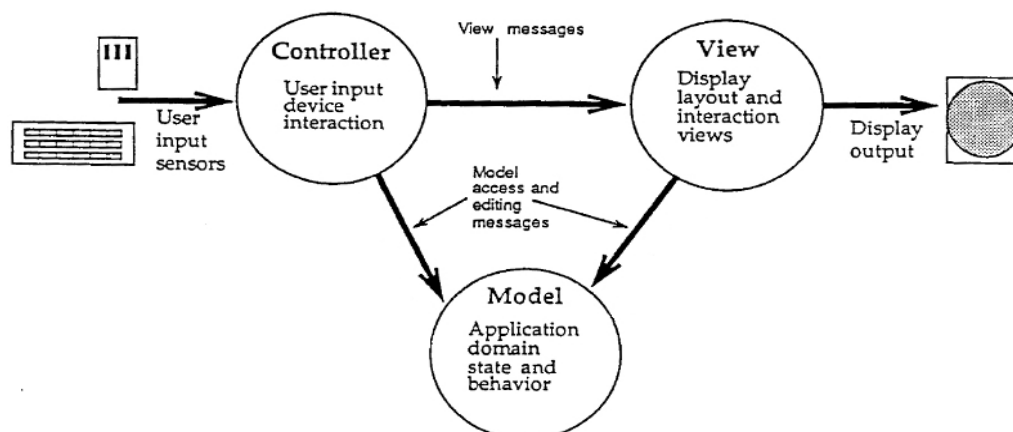 View messages
Controller
User input
device
interaction
View
Display
layout and
interaction
views
User
input
sensors
Display
output
Model
access and
editing
messages
Model
Application
domain
state and
behavior